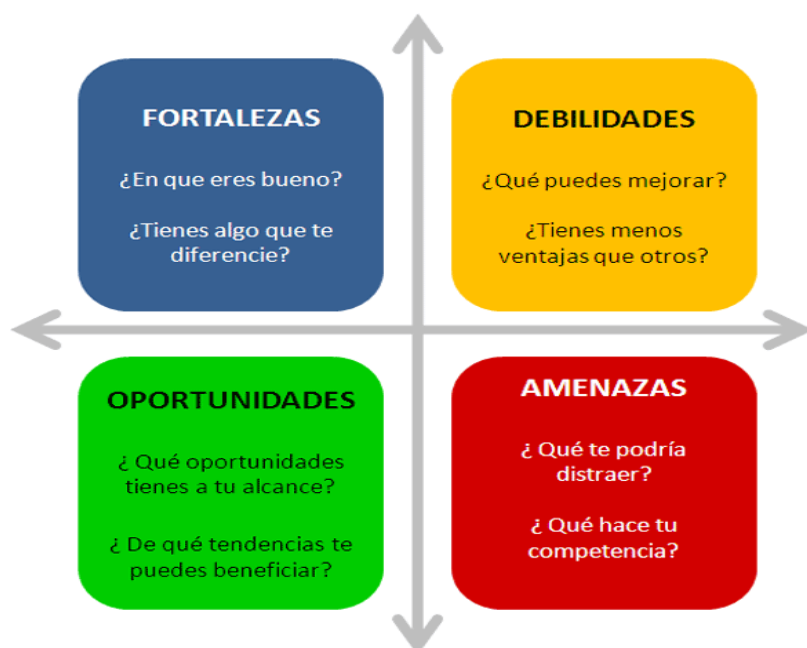 FORTALEZAS
¿En que eres bueno?
¿Tienes algo que te
diferencie?
DEBILIDADES
¿Qué puedes mejorar?
¿Tienes menos
ventajas que otros?
OPORTUNIDADES
¿ Qué oportunidades
tienes a tu alcance?
¿ De qué tendencias te
puedes beneficiar?
AMENAZAS
¿ Qué te podría
distraer?
¿ Qué hace tu
competencia?